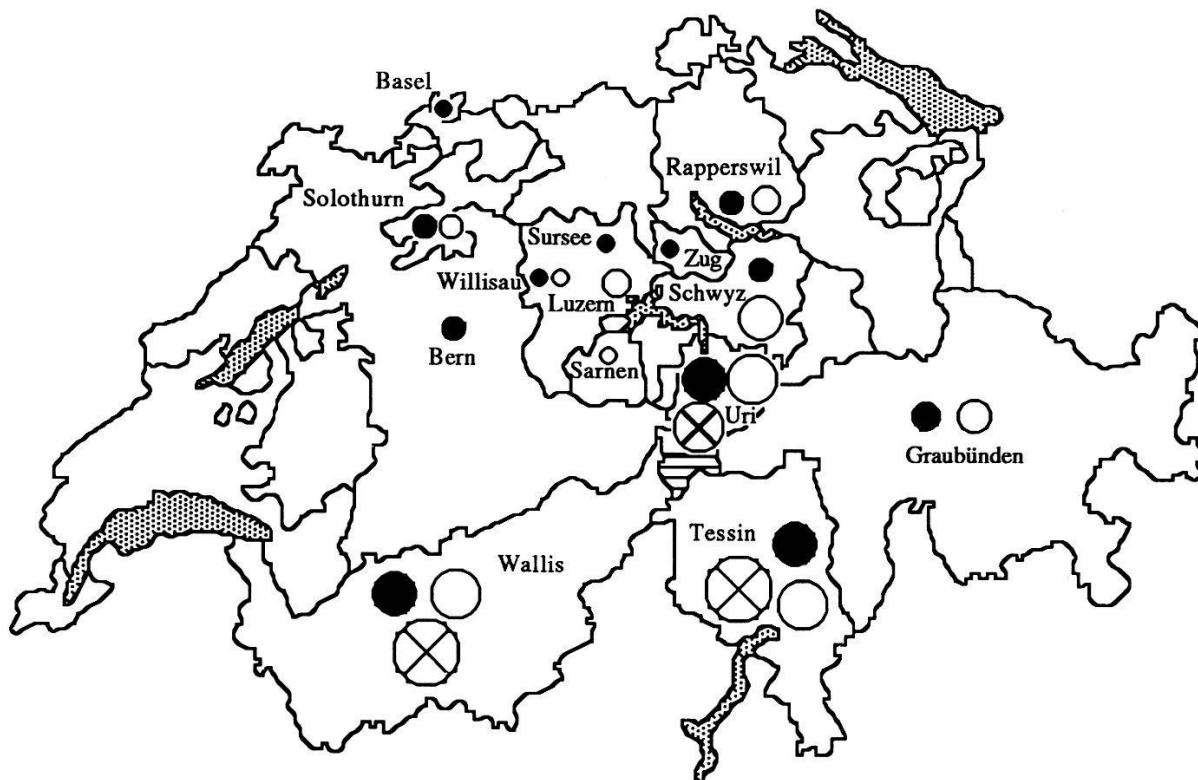 Basel
Rapperswil
Solothurn
Sursee
Zug
Willisau
Luzern
Schwyz
Bern
Sarnen
Uri
Graubünden
Tessin
Wallis